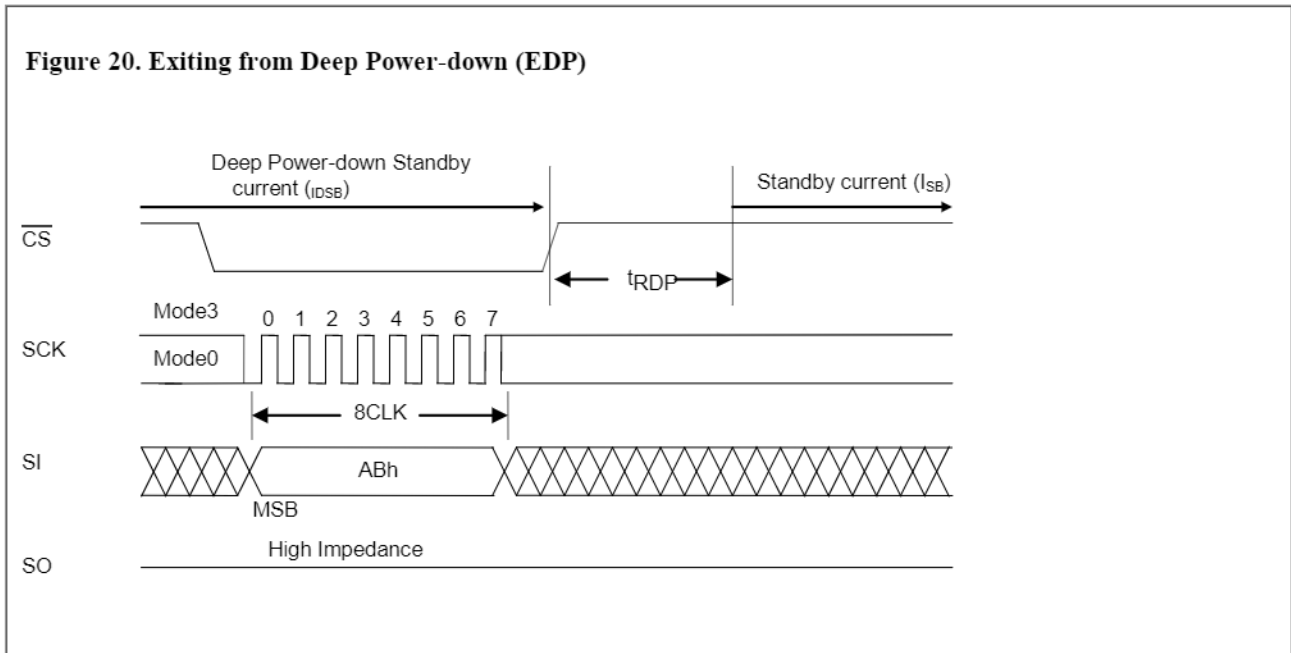 Figure 20. Exiting from Deep Power-down (EDP)
Deep Power-down Standby
current (IDSB)
Standby current (ISB)
CS
tRDP
Mode3
0 1 2 3 4 5 6 7
SCK
Mode0
8CLK
SI
ABh
MSB
High Impedance
SO